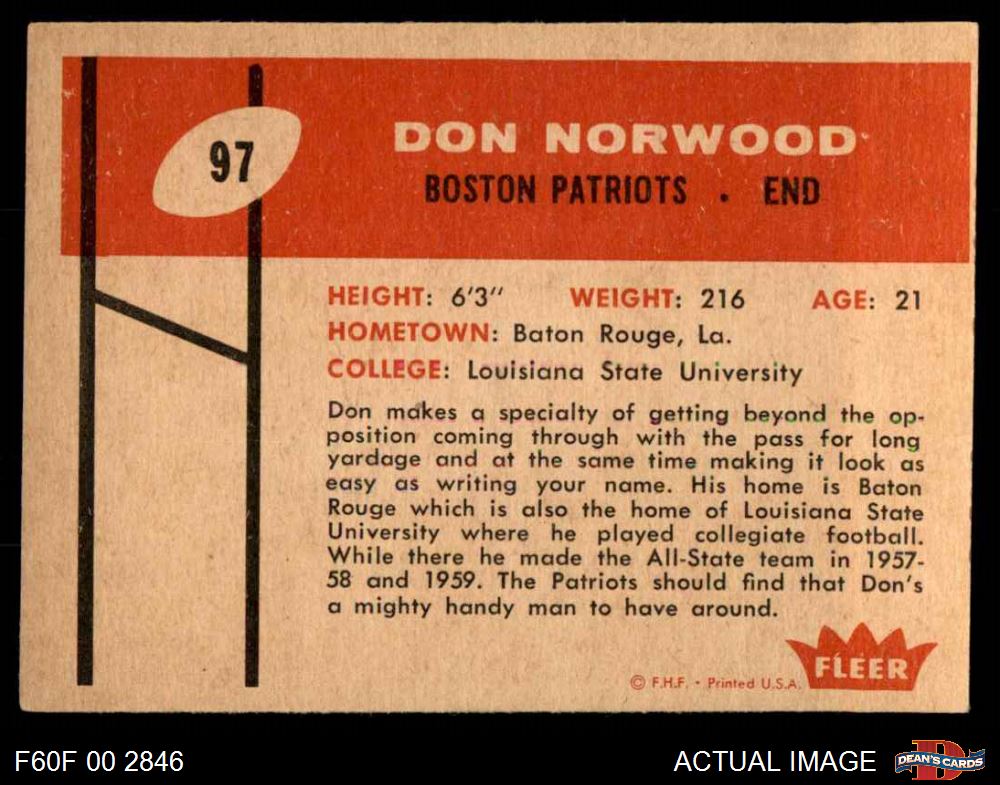 97
DON NORWOOD
BOSTON PATRIOTS · END
HEIGHT: 6'3" WEIGHT: 216 AGE: 21
HOMETOWN: Baton Rouge, La.
COLLEGE: Louisiana State University
Don makes a specialty of getting beyond the op-
position coming through with the pass for long
yardage and at the same time making it look as
easy as writing your name. His home is Baton
Rouge which is also the home of Louisiana State
University where he played collegiate football.
While there he made the All-State team in 1957-
58 and 1959. The Patriots should find that Don's
a mighty handy man to have around.
FLEER
© F.H.F. • Printed U.S.A.
F60F 00 2846
ACTUAL IMAGE
D
DEAN'S CARDS